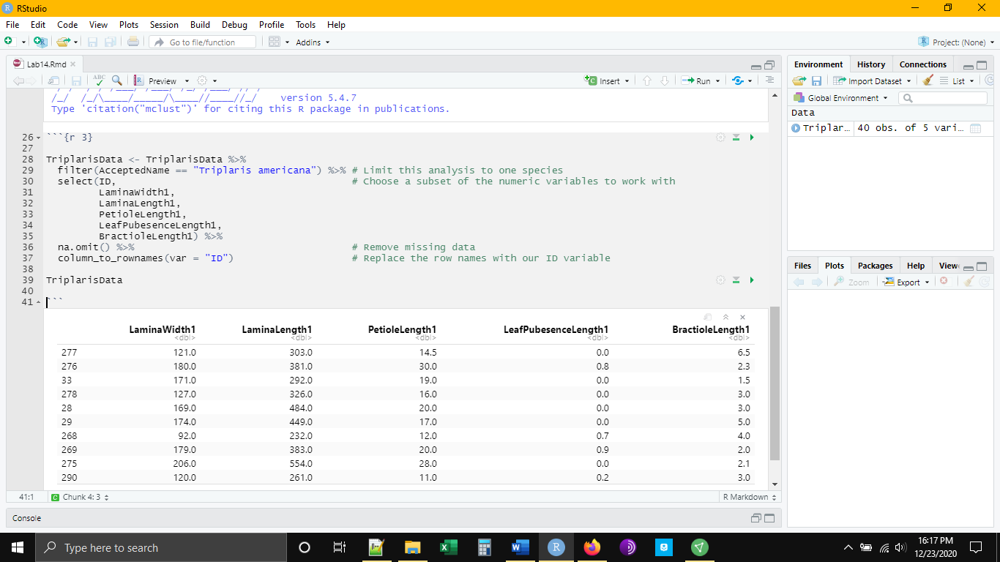 RStudio
File Edit Code View Plots Session Build Debug Profile Tools Help
Go to file/function Addins Project: (None)
Lab14.Rmd
ABC Preview Insert Run
/_/ /_/\____/_____/\____//____//_/ version 5.4.7
Type 'citation("mclust")' for citing this R package in publications.
26 ```{r 3}
27
28 TriplarisData <- TriplarisData %>%
29 filter(AcceptedName == "Triplaris americana") %>% # Limit this analysis to one species
30 select(ID, # Choose a subset of the numeric variables to work with
31 LaminaWidth1,
32 LaminaLength1,
33 PetioleLength1,
34 LeafPubesenceLength1,
35 BractioleLength1) %>%
36 na.omit() %>% # Remove missing data
37 column_to_rownames(var = "ID") # Replace the row names with our ID variable
38
39 TriplarisData
40
41 ```
LaminaWidth1 LaminaLength1 PetioleLength1 LeafPubesenceLength1 BractioleLength1
<dbl> <dbl> <dbl> <dbl> <dbl>
277 121.0 303.0 14.5 0.0 6.5
276 180.0 381.0 30.0 0.8 2.3
33 171.0 292.0 19.0 0.0 1.5
278 127.0 326.0 16.0 0.0 3.0
28 169.0 484.0 20.0 0.0 3.0
29 174.0 449.0 17.0 0.0 5.0
268 92.0 232.0 12.0 0.7 4.0
269 179.0 383.0 20.0 0.9 2.0
275 206.0 554.0 28.0 0.0 2.1
290 120.0 261.0 11.0 0.2 3.0
41:1 Chunk 4: 3 R Markdown
Console
Environment History Connections
Import Dataset List
Global Environment
Data
Triplar… 40 obs. of 5 vari…
Files Plots Packages Help View
Zoom Export
Type here to search
16:17 PM
12/23/2020